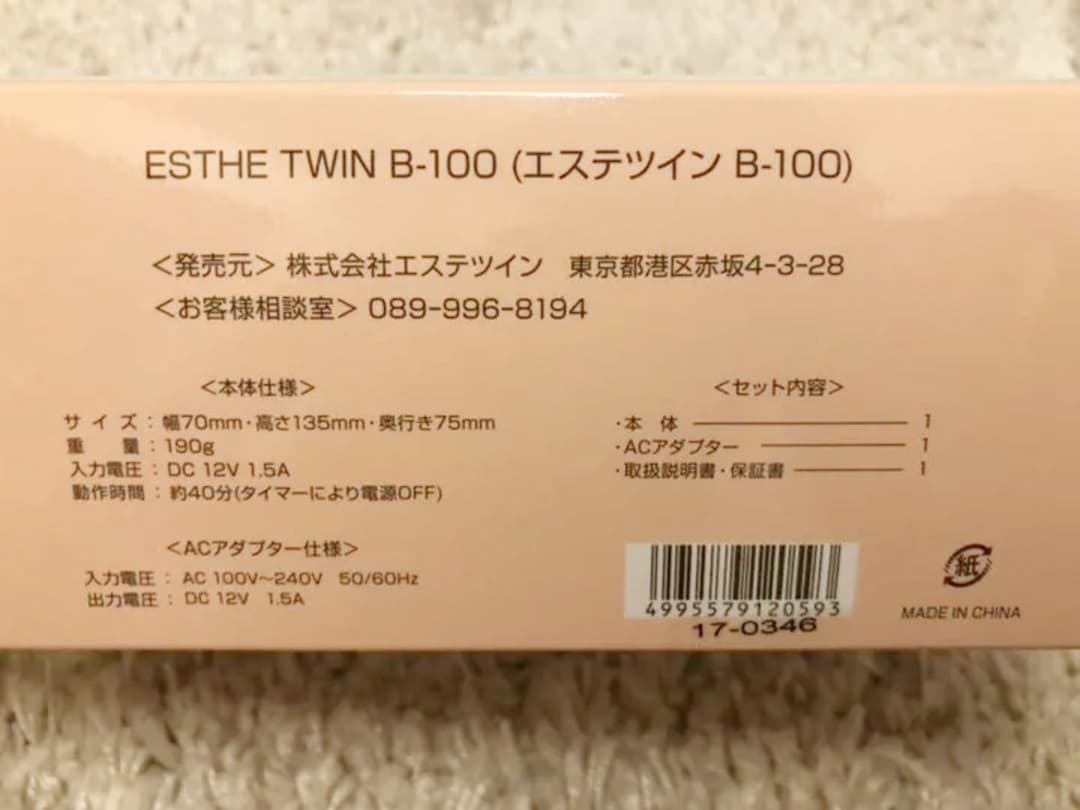 ESTHE TWIN B-100 (エステツイン B-100)
＜発売元＞ 株式会社エステツイン　東京都港区赤坂4-3-28
＜お客様相談室＞ 089-996-8194
＜本体仕様＞
サイズ：幅70mm・高さ135mm・奥行き75mm
重量：190g
入力電圧：DC 12V 1.5A
動作時間：約40分(タイマーにより電源OFF)
＜ACアダプター仕様＞
入力電圧：AC 100V～240V 50/60Hz
出力電圧：DC 12V 1.5A
＜セット内容＞
・本体 1
・ACアダプター 1
・取扱説明書・保証書 1
4995579120593
17-0346
紙
MADE IN CHINA